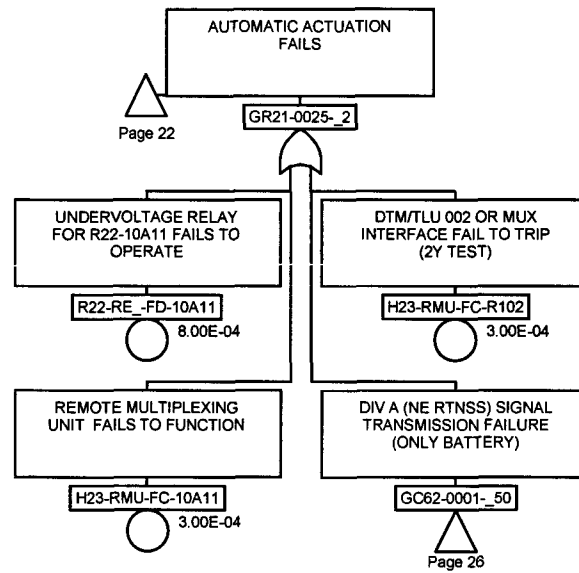 AUTOMATIC ACTUATION
FAILS
Page 22
GR21-0025-_2
UNDERVOLTAGE RELAY
FOR R22-10A11 FAILS TO
OPERATE
R22-RE_-FD-10A11
8.00E-04
DTM/TLU 002 OR MUX
INTERFACE FAIL TO TRIP
(2Y TEST)
H23-RMU-FC-R102
3.00E-04
REMOTE MULTIPLEXING
UNIT FAILS TO FUNCTION
H23-RMU-FC-10A11
3.00E-04
DIV A (NE RTNSS) SIGNAL
TRANSMISSION FAILURE
(ONLY BATTERY)
GC62-0001-_50
Page 26